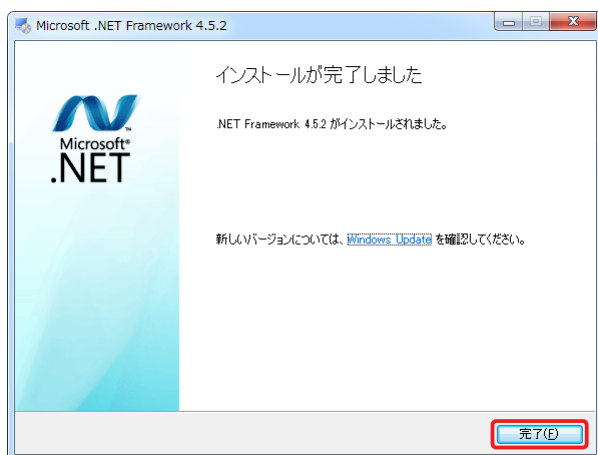 Microsoft .NET Framework 4.5.2
インストールが完了しました
.NET Framework 4.5.2 がインストールされました。
Microsoft®
.NET
新しいバージョンについては、Windows Update を確認してください。
完了(F)